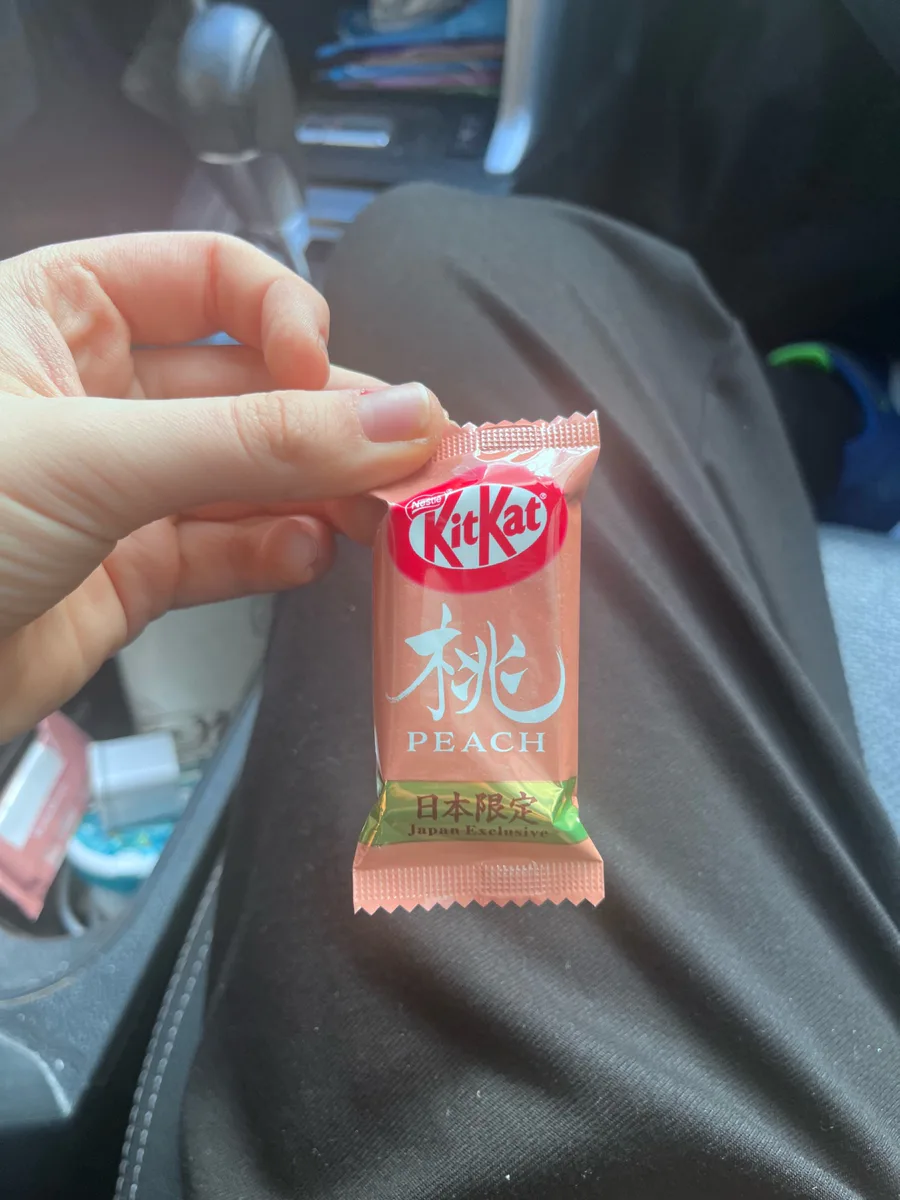 Nestlé
KitKat®
桃
PEACH
日本限定
Japan Exclusive